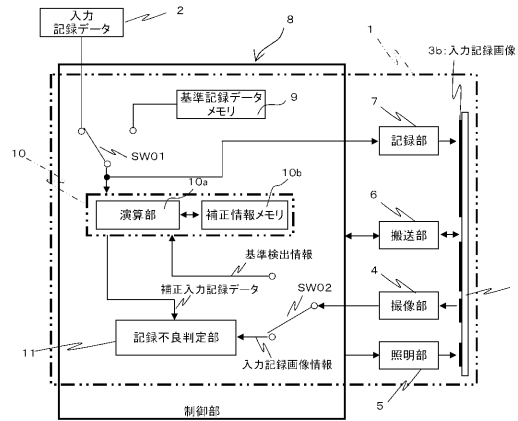 入力
記録データ
2
8
1
3b:入力記録画像
基準記録データ
メモリ
9
7
記録部
SW01
10
10a
10b
演算部
補正情報メモリ
6
搬送部
基準検出情報
4
補正入力記録データ
SW02
撮像部
記録不良判定部
11
入力記録画像情報
照明部
5
制御部